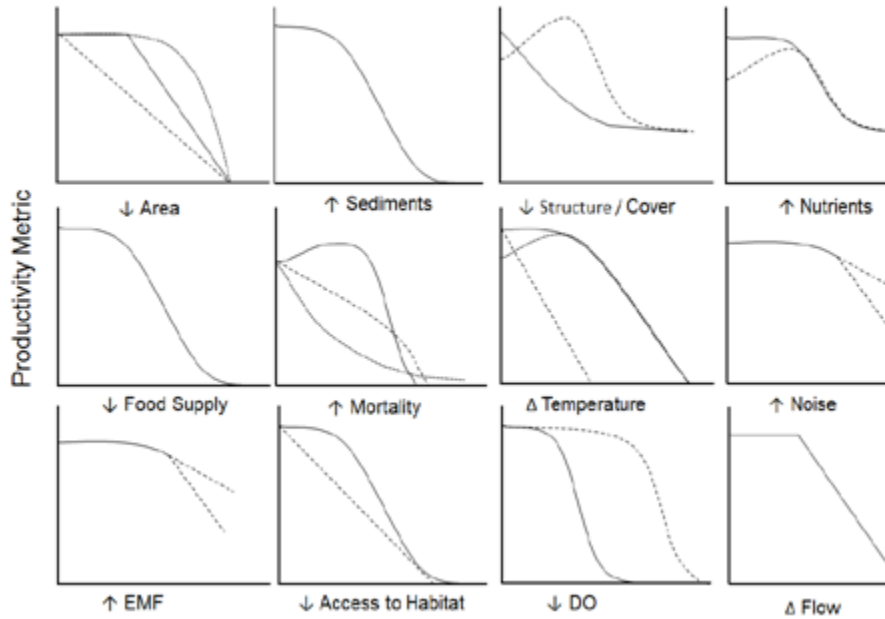 Productivity Metric
↓ Area
↑ Sediments
↓ Structure / Cover
↑ Nutrients
↓ Food Supply
↑ Mortality
Δ Temperature
↑ Noise
↑ EMF
↓ Access to Habitat
↓ DO
Δ Flow